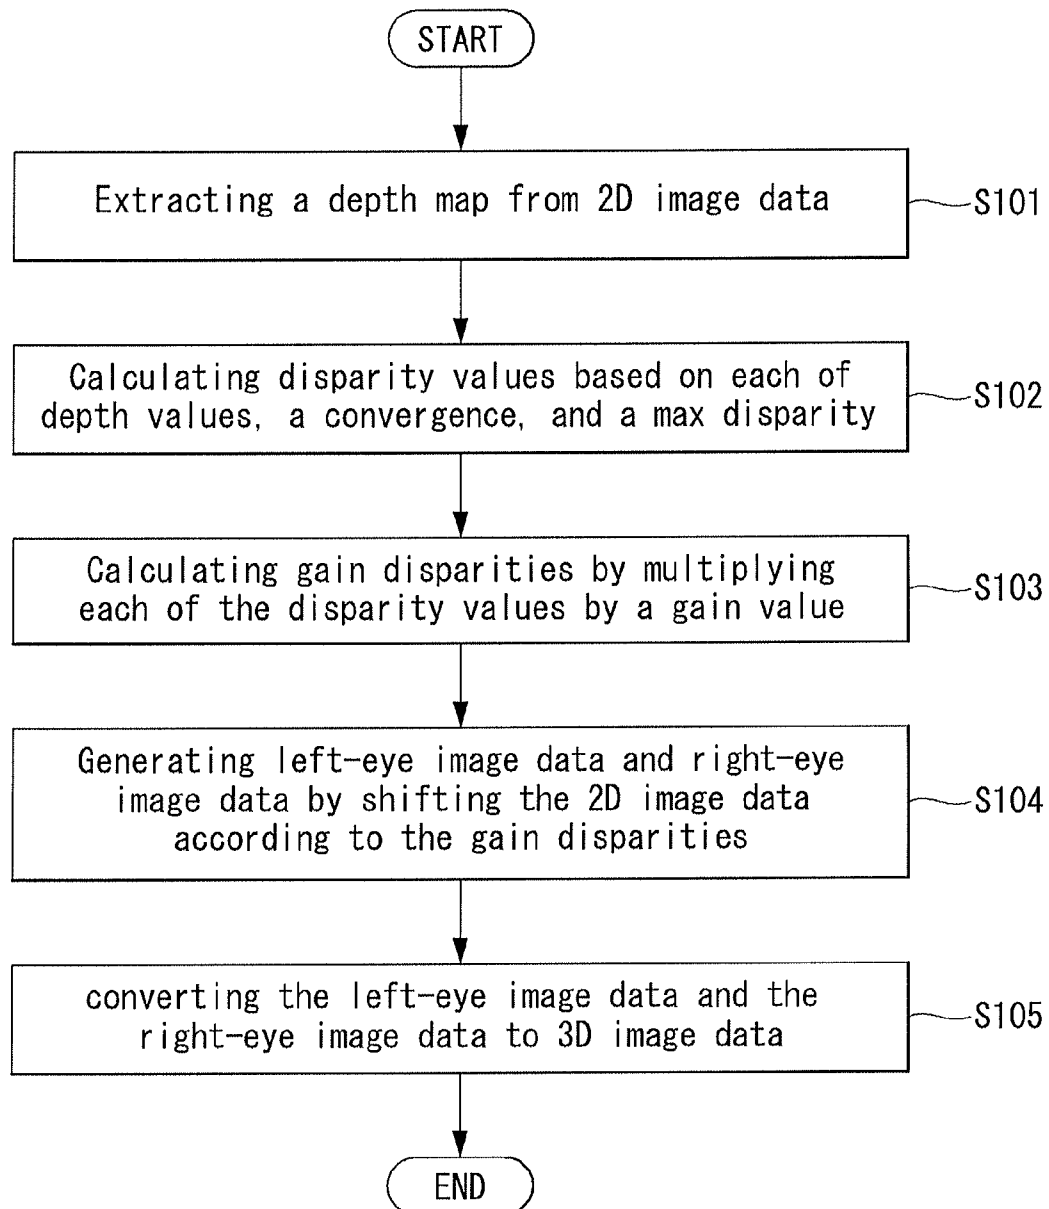 START
Extracting a depth map from 2D image data
S101
Calculating disparity values based on each of
depth values, a convergence, and a max disparity
S102
Calculating gain disparities by multiplying
each of the disparity values by a gain value
S103
Generating left-eye image data and right-eye
image data by shifting the 2D image data
according to the gain disparities
S104
converting the left-eye image data and the
right-eye image data to 3D image data
S105
END